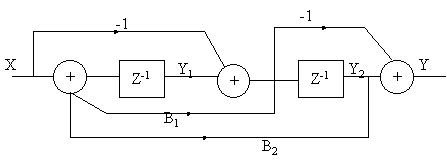 -1
-1
X
+
Z⁻¹
Y₁
+
Z⁻¹
Y₂
+
Y
B₁
B₂